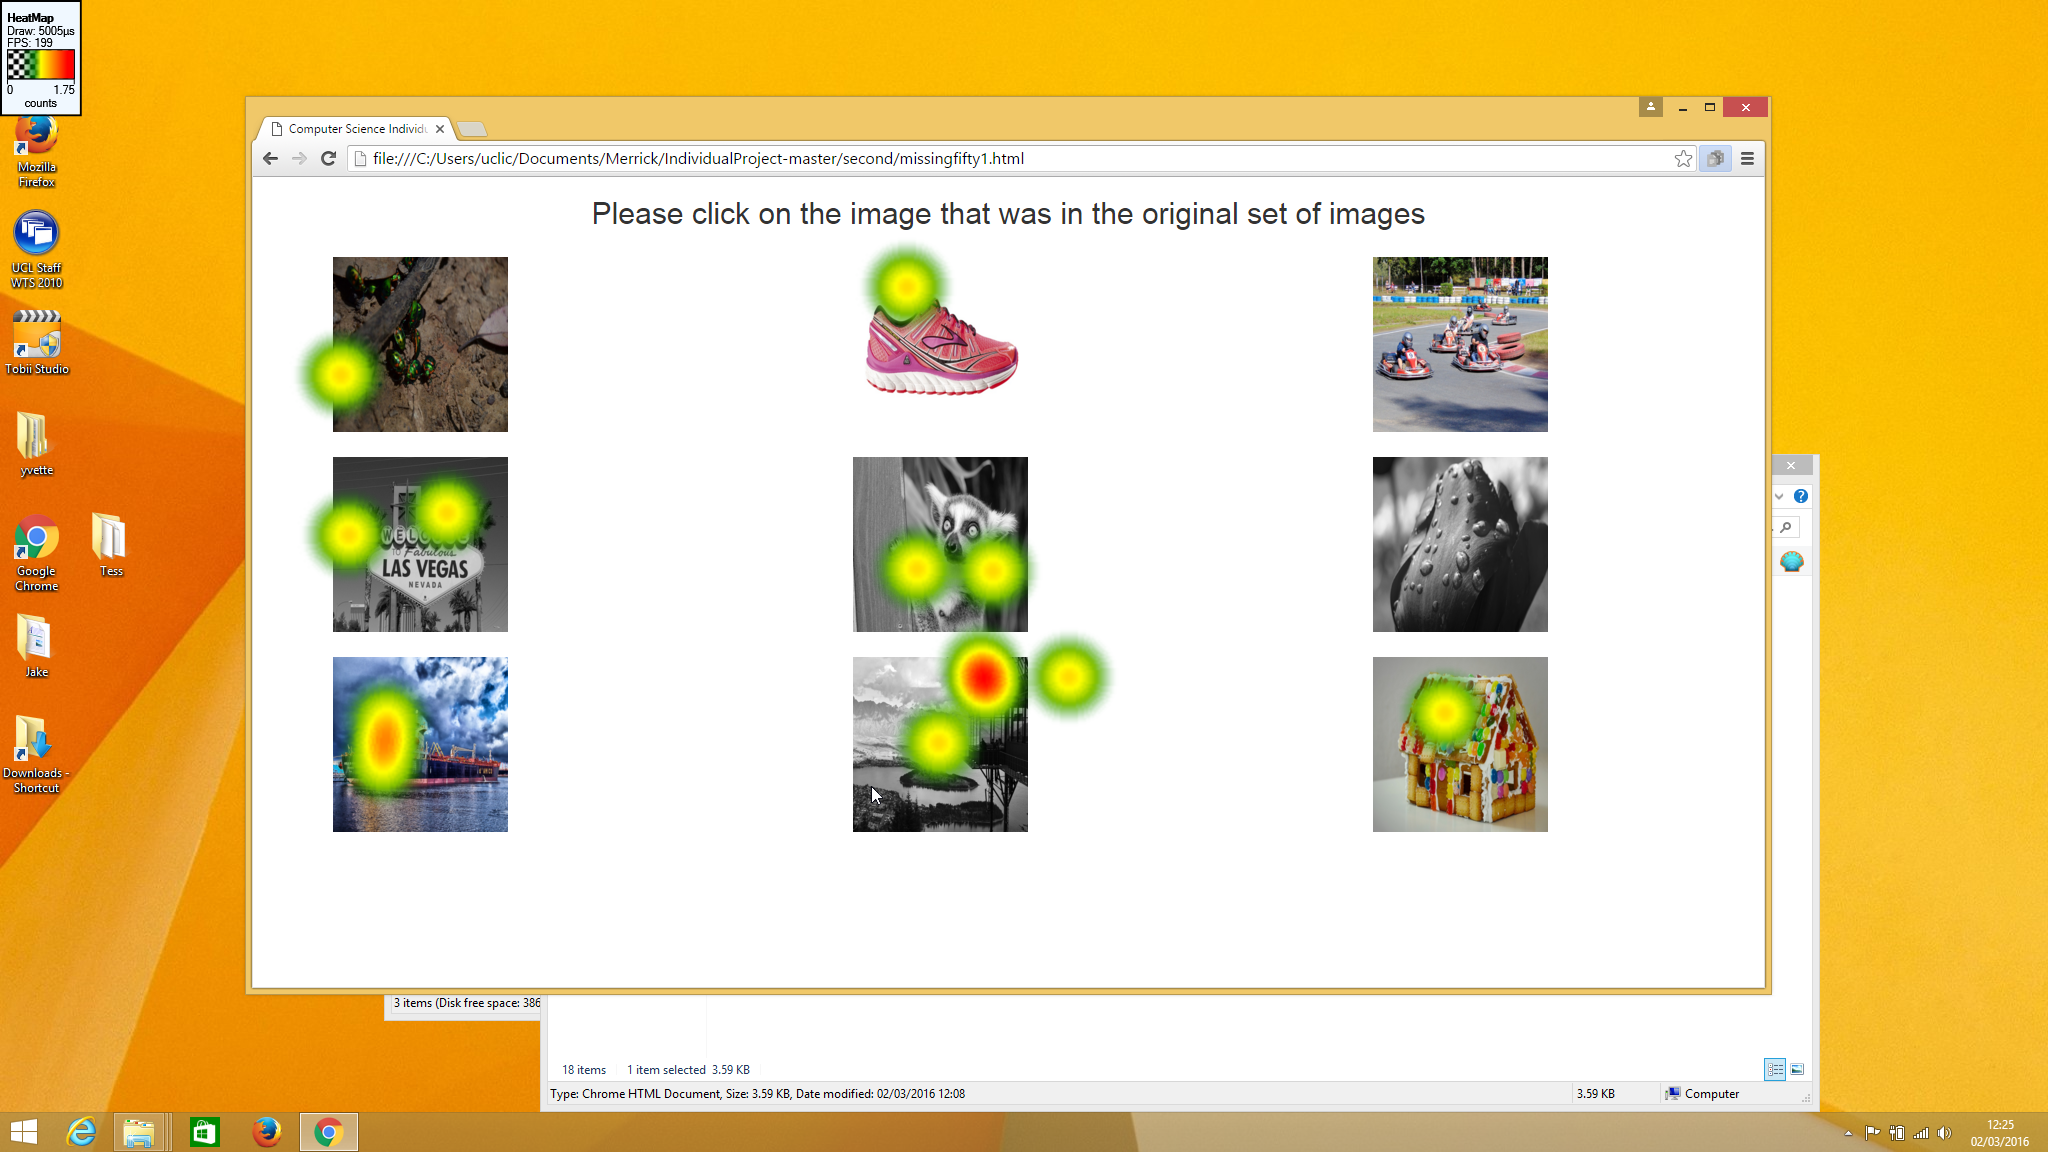 HeatMap
Draw: 5005µs
FPS: 199
0 1.75
counts
Mozilla
Firefox
UCL Staff
WTS 2010
Tobii Studio
yvette
Google
Chrome
Tess
Jake
Downloads -
Shortcut
Computer Science Individu
file:///C:/Users/uclic/Documents/Merrick/IndividualProject-master/second/missingfifty1.html
Please click on the image that was in the original set of images
WELCOME
TO Fabulous
LAS VEGAS
NEVADA
3 items (Disk free space: 386
18 items 1 item selected 3.59 KB
Type: Chrome HTML Document, Size: 3.59 KB, Date modified: 02/03/2016 12:08
3.59 KB
Computer
12:25
02/03/2016